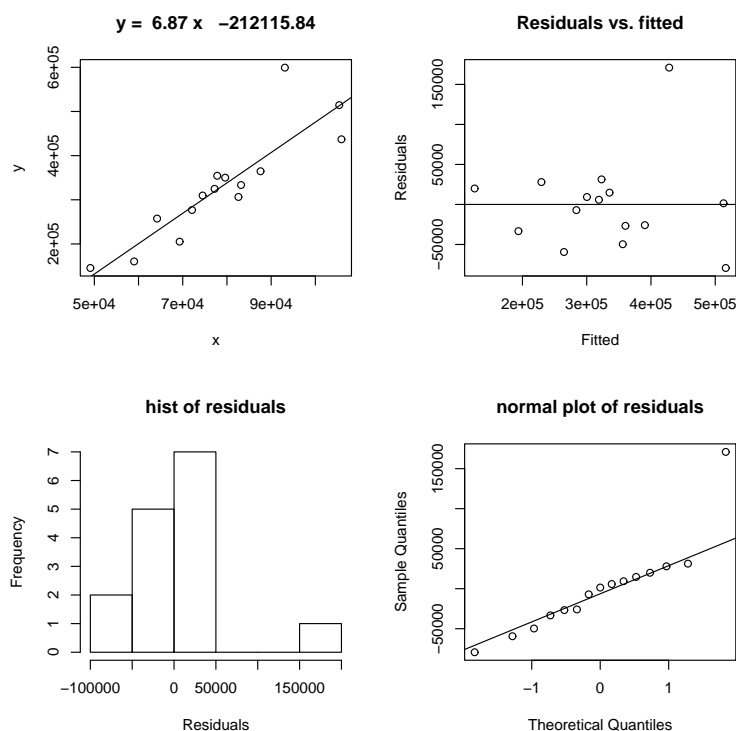 y = 6.87 x −212115.84
y
2e+05 4e+05 6e+05
5e+04 7e+04 9e+04
x
Residuals vs. fitted
Residuals
−50000 50000 150000
2e+05 3e+05 4e+05 5e+05
Fitted
hist of residuals
Frequency
0 1 2 3 4 5 6 7
−100000 0 50000 150000
Residuals
normal plot of residuals
Sample Quantiles
−50000 50000 150000
−1 0 1
Theoretical Quantiles